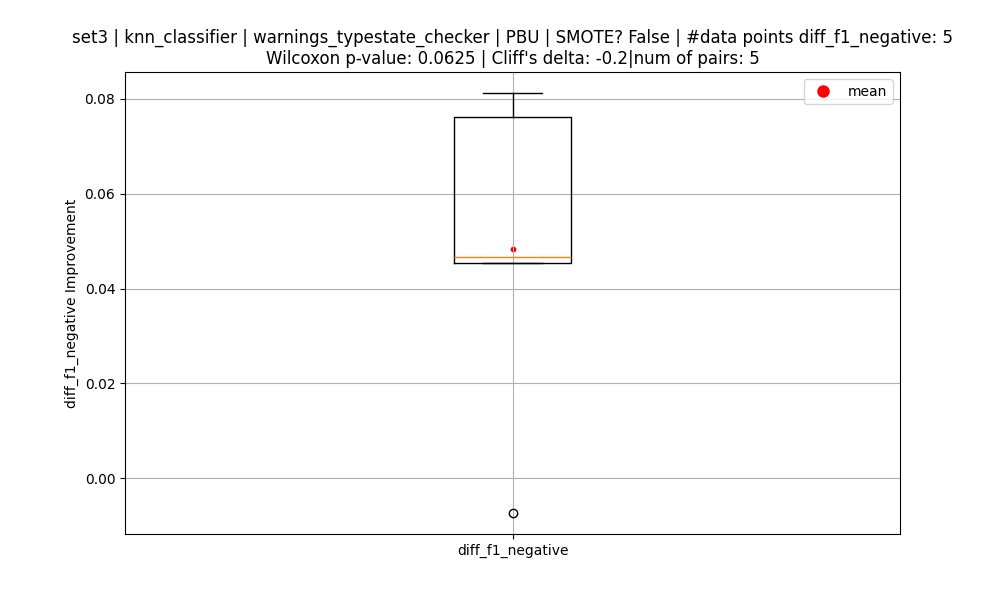 set3 | knn_classifier | warnings_typestate_checker | PBU | SMOTE? False | #data points diff_f1_negative: 5
Wilcoxon p-value: 0.0625 | Cliff's delta: -0.2|num of pairs: 5
mean
0.08
0.06
0.04
0.02
0.00
diff_f1_negative Improvement
diff_f1_negative